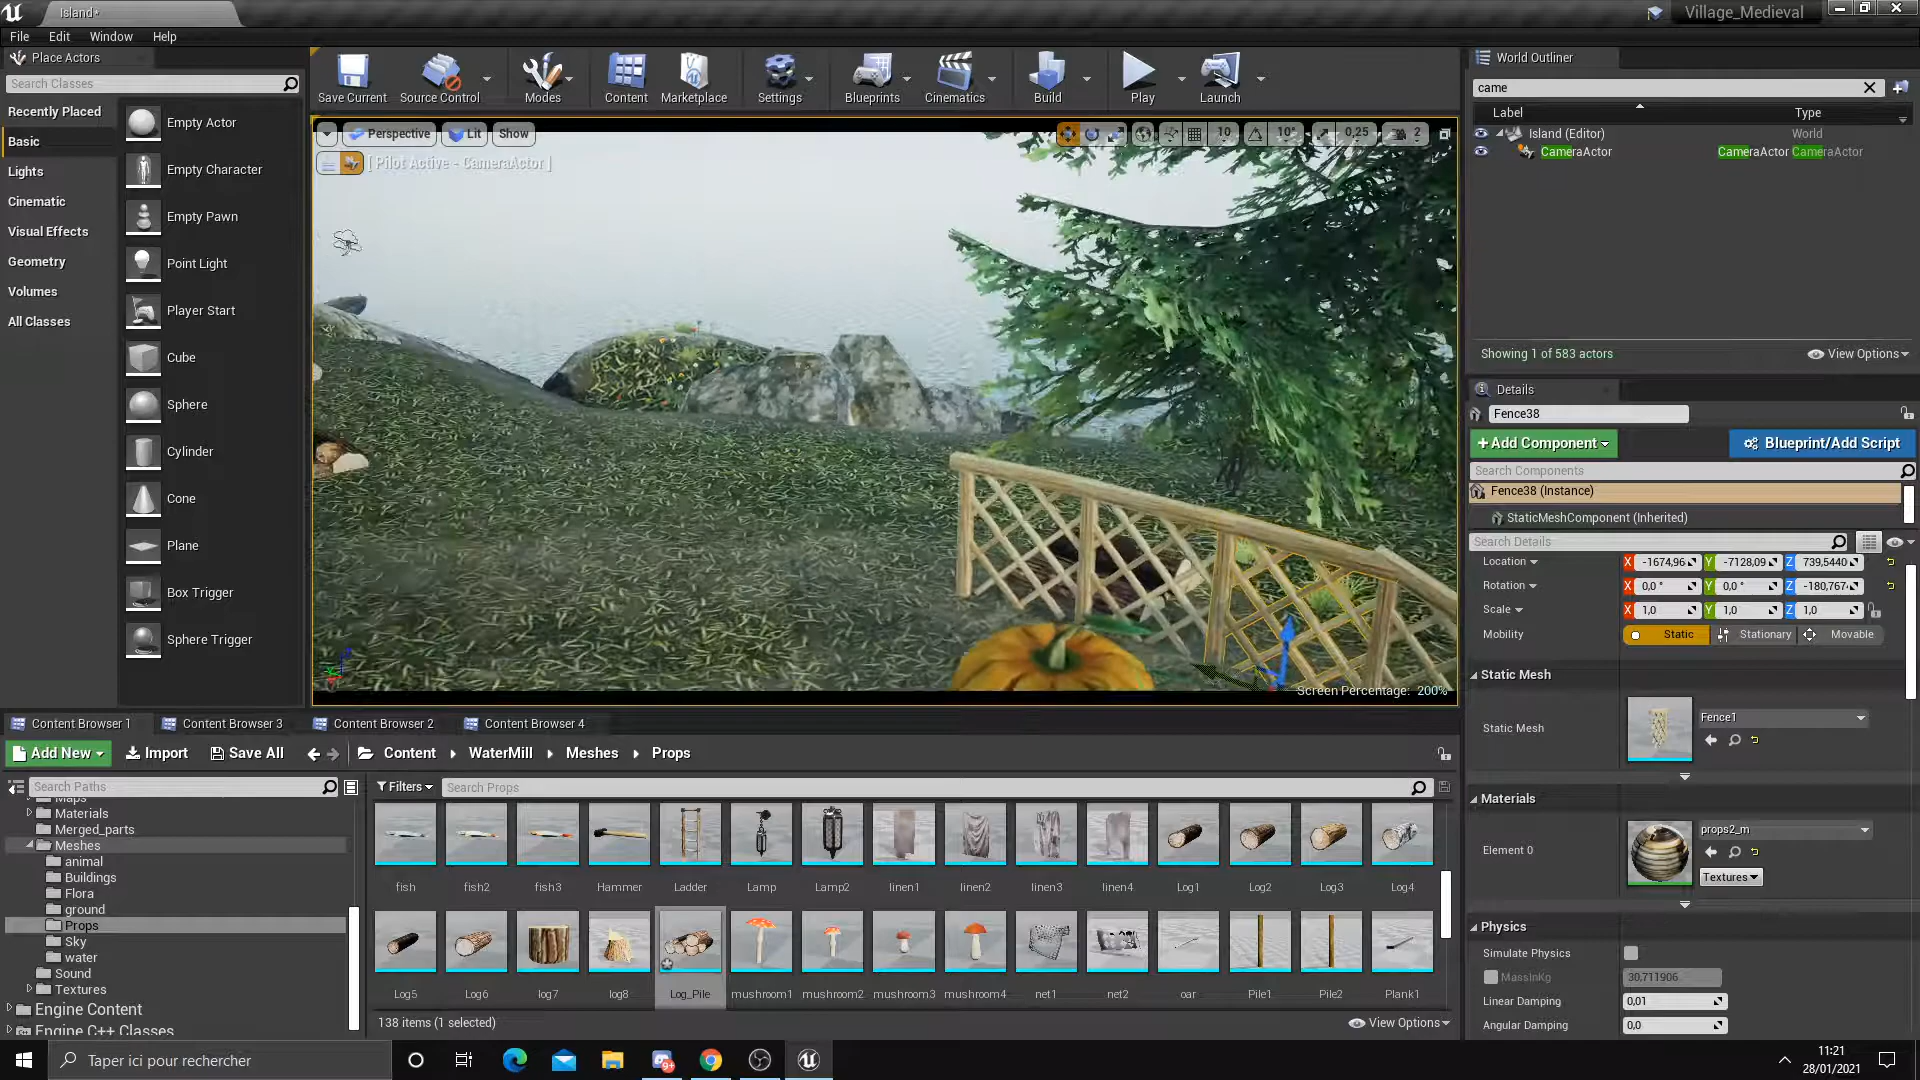 Island*
Village_Medieval
File Edit Window Help
Place Actors
Search Classes
Recently Placed
Basic
Lights
Cinematic
Visual Effects
Geometry
Volumes
All Classes
Empty Actor
Empty Character
Empty Pawn
Point Light
Player Start
Cube
Sphere
Cylinder
Cone
Plane
Box Trigger
Sphere Trigger
Save Current Source Control Modes Content Marketplace Settings Blueprints Cinematics Build Play Launch
Perspective Lit Show 10 10° 0,25 2
[ Pilot Active - CameraActor ]
Screen Percentage: 200%
World Outliner
came
Label Type
Island (Editor) World
CameraActor CameraActor CameraActor
Showing 1 of 583 actors View Options
Details
Fence38
+Add Component Blueprint/Add Script
Search Components
Fence38 (Instance)
StaticMeshComponent (Inherited)
Search Details
Location X -1674,96 Y -7128,09 Z 739,5440
Rotation X 0,0 ° Y 0,0 ° Z -180,767
Scale X 1,0 Y 1,0 Z 1,0
Mobility Static Stationary Movable
Static Mesh
Static Mesh Fence1
Materials
Element 0 props2_m
Textures
Physics
Simulate Physics
MassInKg 30,711906
Linear Damping 0,01
Angular Damping 0,0
Content Browser 1 Content Browser 3 Content Browser 2 Content Browser 4
Add New Import Save All Content WaterMill Meshes Props
Search Paths
Filters Search Props
Maps
Materials
Merged_parts
Meshes
animal
Buildings
Flora
ground
Props
Sky
water
Sound
Textures
Engine Content
Engine C++ Classes
fish fish2 fish3 Hammer Ladder Lamp Lamp2 linen1 linen2 linen3 linen4 Log1 Log2 Log3 Log4
Log5 Log6 log7 log8 Log_Pile mushroom1 mushroom2 mushroom3 mushroom4 net1 net2 oar Pile1 Pile2 Plank1
138 items (1 selected) View Options
Taper ici pour rechercher
9+
11:21
28/01/2021